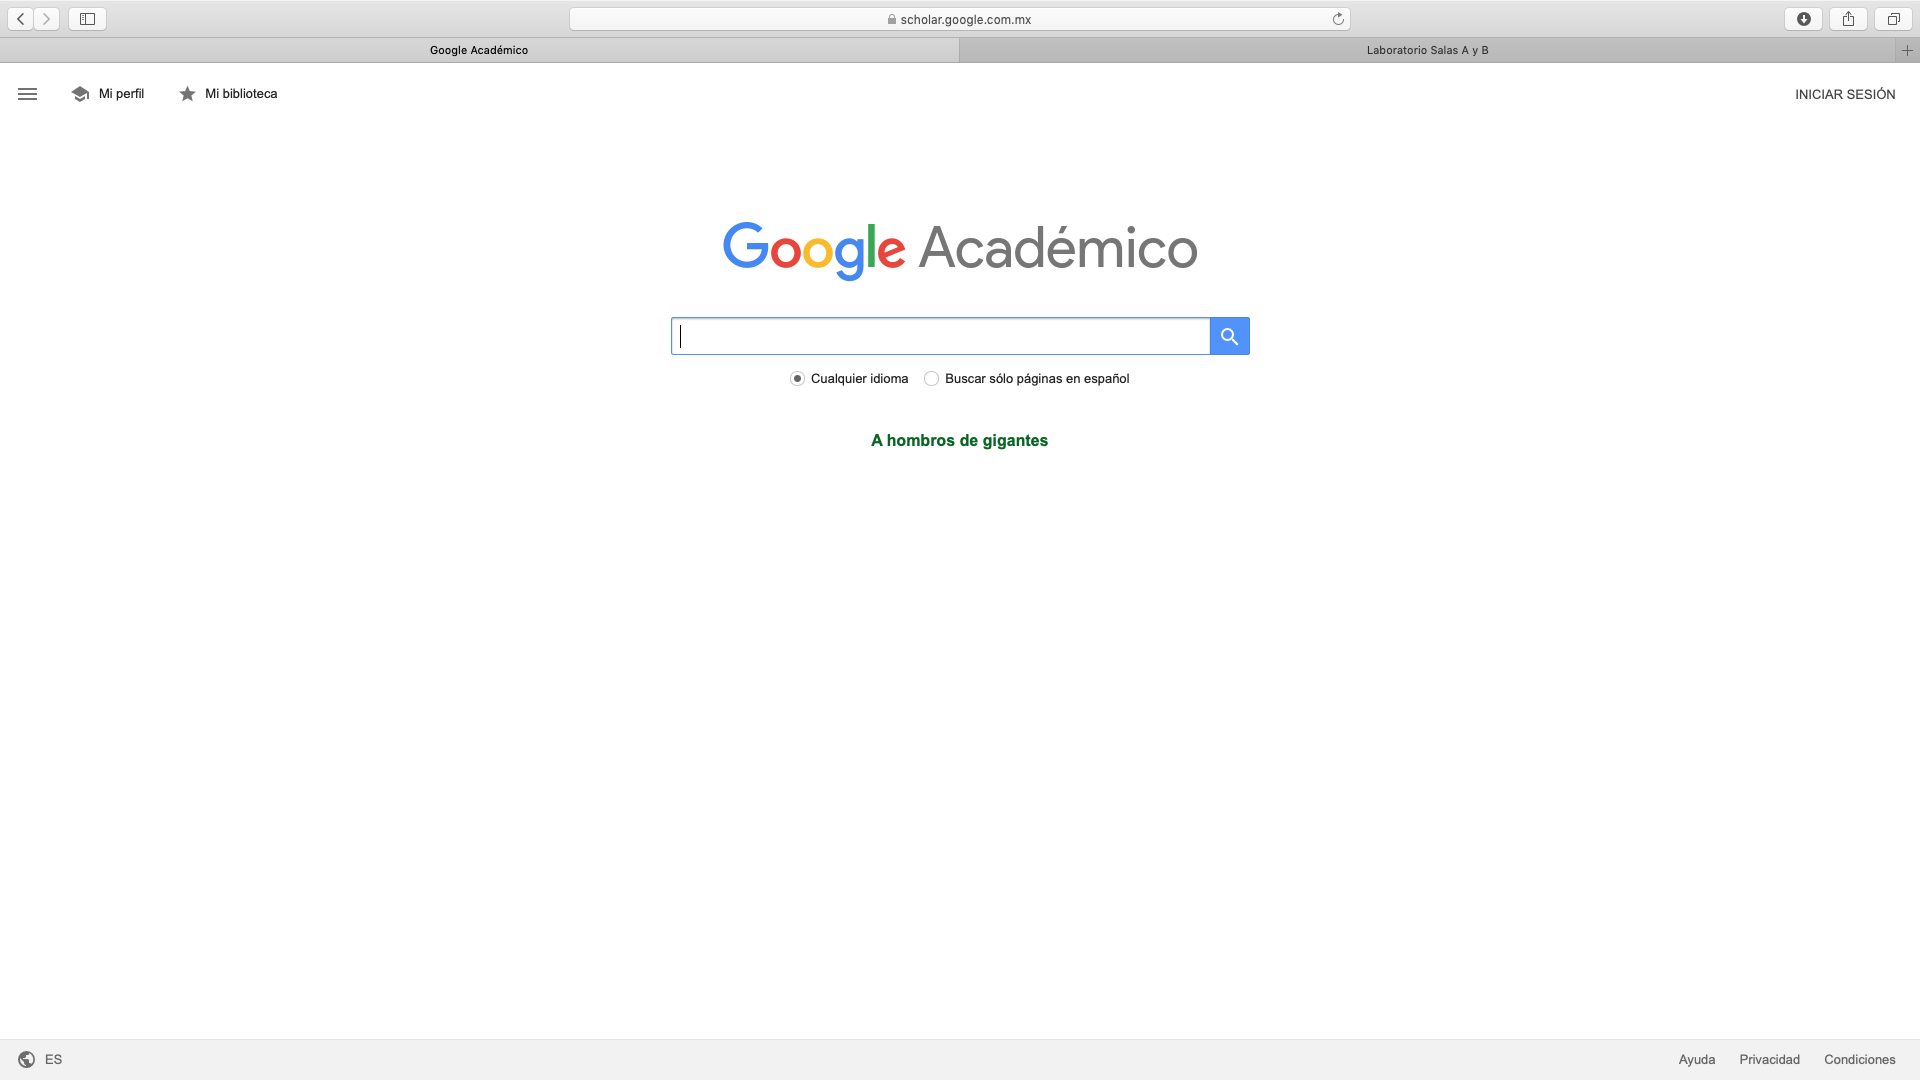 scholar.google.com.mx
Google Académico
Laboratorio Salas A y B
Mi perfil
Mi biblioteca
INICIAR SESIÓN
Google Académico
Cualquier idioma
Buscar sólo páginas en español
A hombros de gigantes
ES
Ayuda
Privacidad
Condiciones